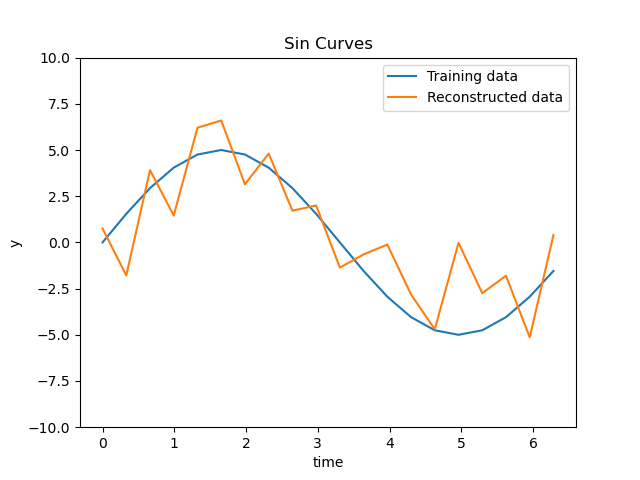 Sin Curves
Training data
Reconstructed data
10.0
7.5
5.0
2.5
0.0
−2.5
−5.0
−7.5
−10.0
y
0 1 2 3 4 5 6
time